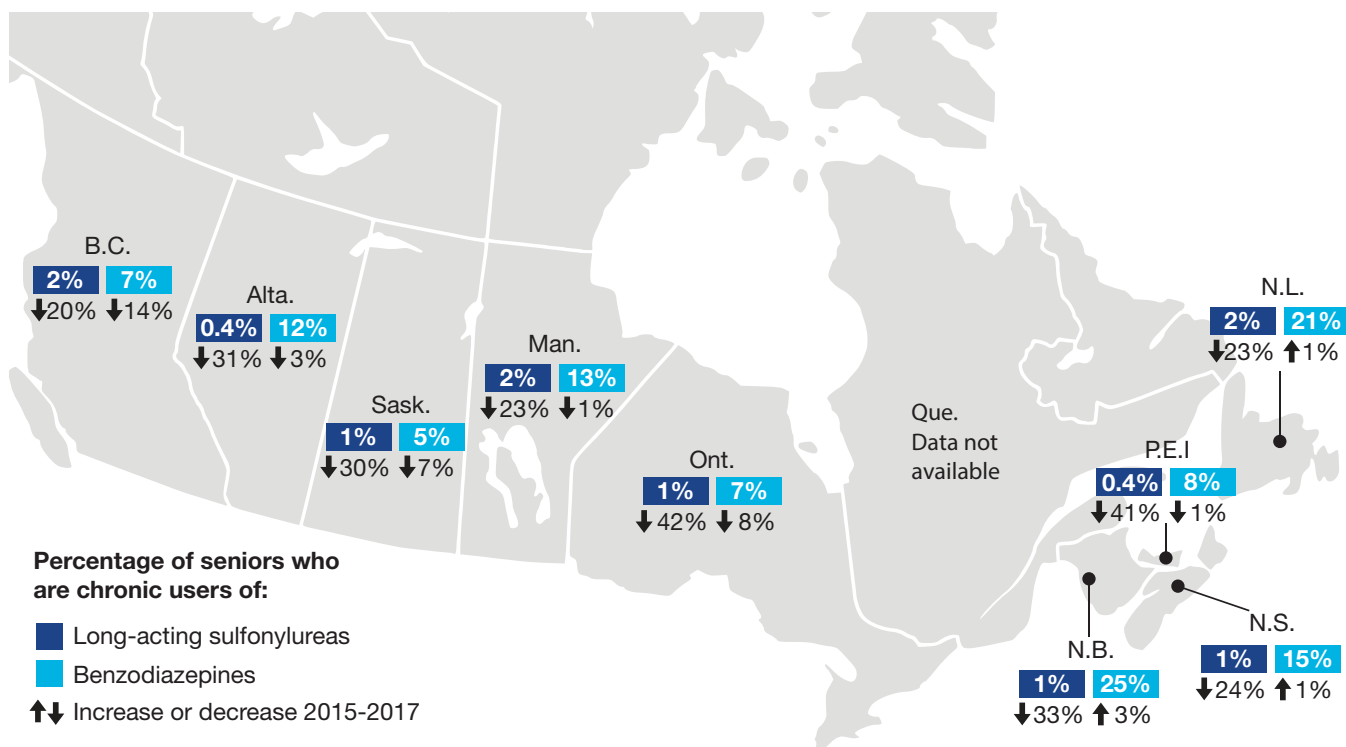 B.C.
2% 7%
↓20% ↓14%
Alta.
0.4% 12%
↓31% ↓3%
Sask.
1% 5%
↓30% ↓7%
Man.
2% 13%
↓23% ↓1%
Ont.
1% 7%
↓42% ↓8%
Que.
Data not
available
N.L.
2% 21%
↓23% ↑1%
P.E.I
0.4% 8%
↓41% ↓1%
N.S.
1% 15%
↓24% ↑1%
N.B.
1% 25%
↓33% ↑3%
Percentage of seniors who
are chronic users of:
Long-acting sulfonylureas
Benzodiazepines
↑↓ Increase or decrease 2015-2017